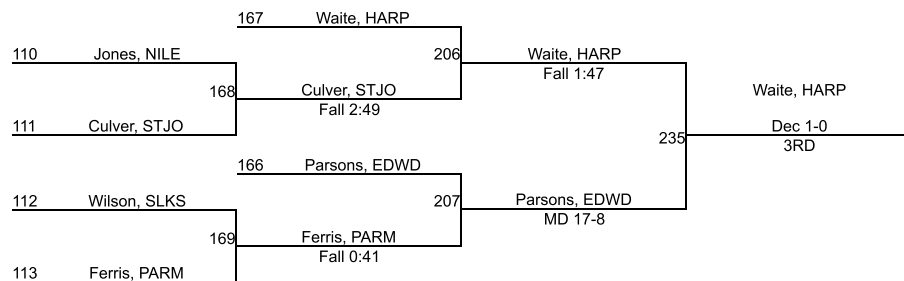 167 Waite, HARP
110 Jones, NILE
206 Waite, HARP
Fall 1:47
168 Culver, STJO
Fall 2:49
Waite, HARP
111 Culver, STJO
235 Dec 1-0
3RD
166 Parsons, EDWD
112 Wilson, SLKS
207 Parsons, EDWD
MD 17-8
169 Ferris, PARM
Fall 0:41
113 Ferris, PARM